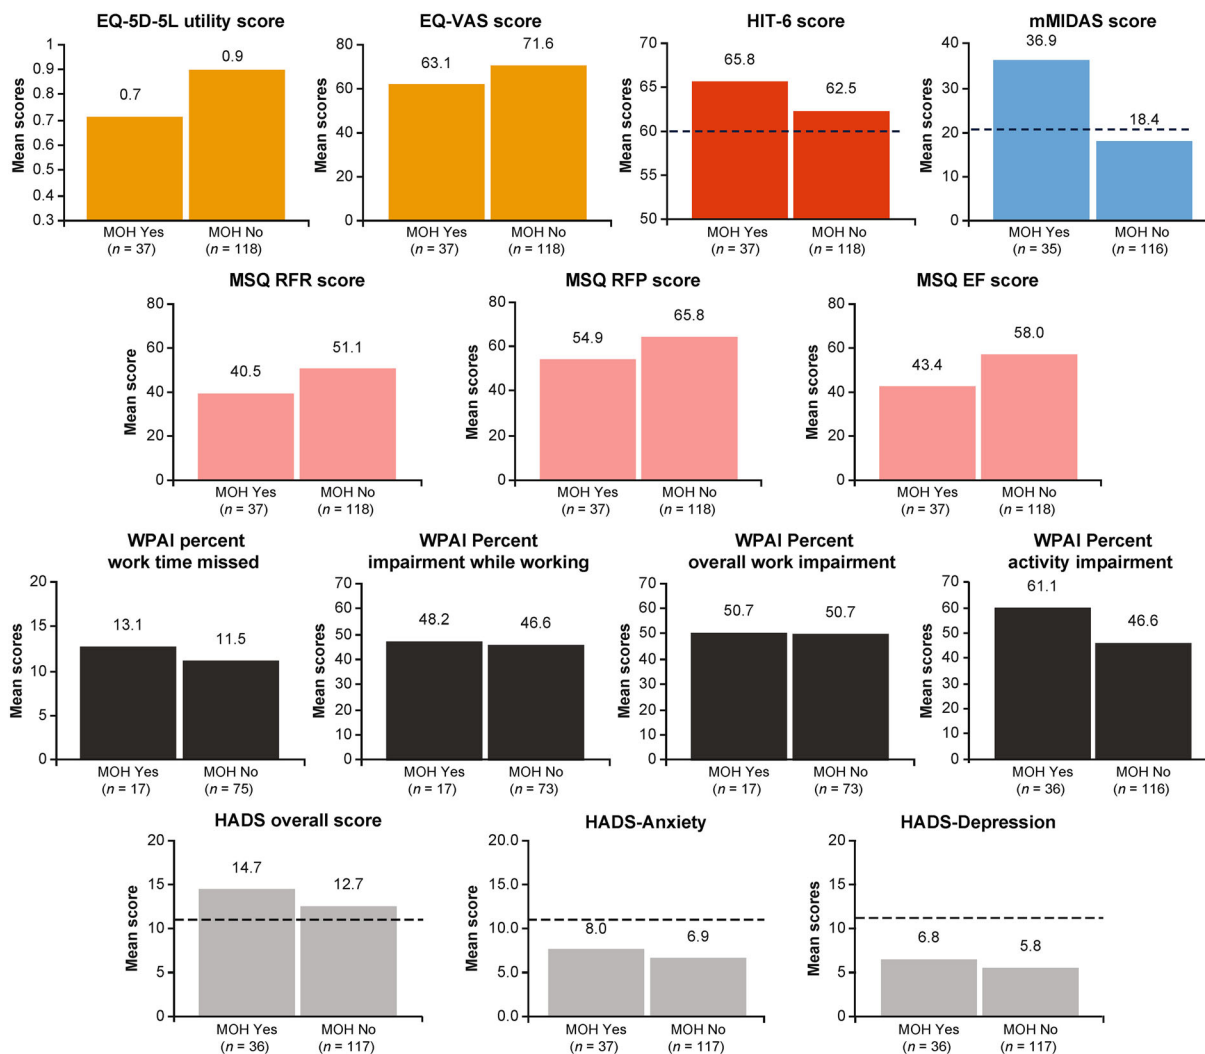 EQ-5D-5L utility score
Mean scores
1
0.9
0.8
0.7
0.6
0.5
0.4
0.3
0.7
0.9
MOH Yes
(n = 37)
MOH No
(n = 118)
EQ-VAS score
Mean scores
80
60
40
20
0
63.1
71.6
MOH Yes
(n = 37)
MOH No
(n = 118)
HIT-6 score
Mean scores
70
65
60
55
50
65.8
62.5
MOH Yes
(n = 37)
MOH No
(n = 118)
mMIDAS score
Mean scores
40
30
20
10
0
36.9
18.4
MOH Yes
(n = 35)
MOH No
(n = 116)
MSQ RFR score
Mean score
80
60
40
20
0
40.5
51.1
MOH Yes
(n = 37)
MOH No
(n = 118)
MSQ RFP score
Mean score
80
60
40
20
0
54.9
65.8
MOH Yes
(n = 37)
MOH No
(n = 118)
MSQ EF score
Mean scores
80
60
40
20
0
43.4
58.0
MOH Yes
(n = 37)
MOH No
(n = 118)
WPAI percent
work time missed
Mean scores
20
15
10
5
0
13.1
11.5
MOH Yes
(n = 17)
MOH No
(n = 75)
WPAI Percent
impairment while working
Mean scores
70
60
50
40
30
20
10
0
48.2
46.6
MOH Yes
(n = 17)
MOH No
(n = 73)
WPAI Percent
overall work impairment
Mean scores
70
60
50
40
30
20
10
0
50.7
50.7
MOH Yes
(n = 17)
MOH No
(n = 73)
WPAI Percent
activity impairment
Mean scores
70
60
50
40
30
20
10
0
61.1
46.6
MOH Yes
(n = 36)
MOH No
(n = 116)
HADS overall score
Mean score
20
15
10
5
0
14.7
12.7
MOH Yes
(n = 36)
MOH No
(n = 117)
HADS-Anxiety
Mean scores
20.0
15.0
10.0
5.0
0
8.0
6.9
MOH Yes
(n = 37)
MOH No
(n = 117)
HADS-Depression
Mean scores
20
15
10
5
0
6.8
5.8
MOH Yes
(n = 36)
MOH No
(n = 117)